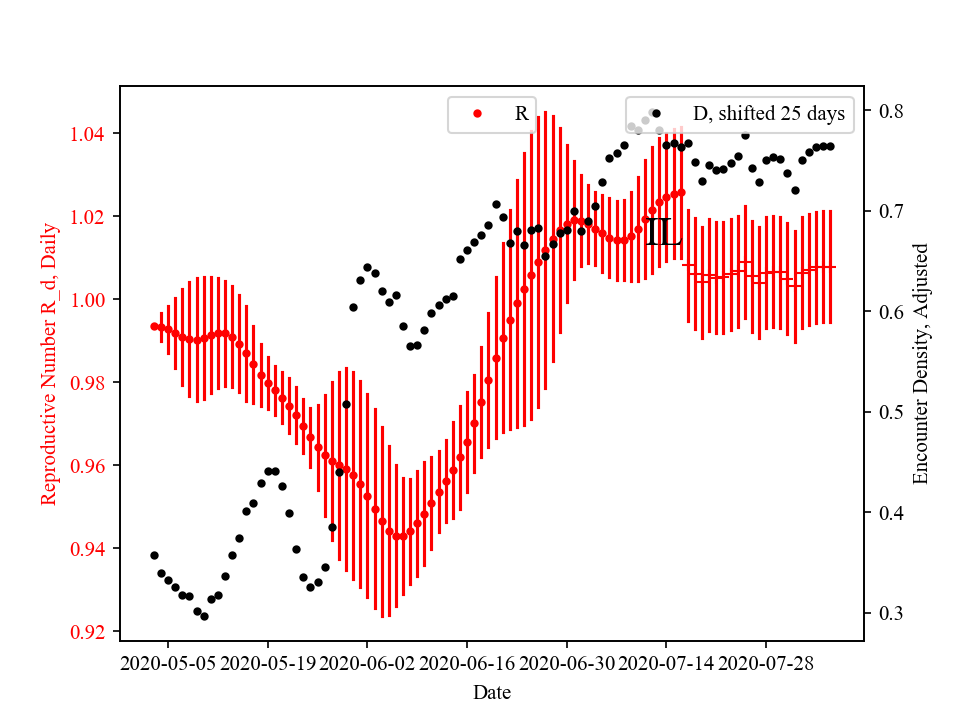 R
D, shifted 25 days
IL
Reproductive Number R_d, Daily
1.04
1.02
1.00
0.98
0.96
0.94
0.92
Encounter Density, Adjusted
0.8
0.7
0.6
0.5
0.4
0.3
2020-05-05 2020-05-19 2020-06-02 2020-06-16 2020-06-30 2020-07-14 2020-07-28
Date